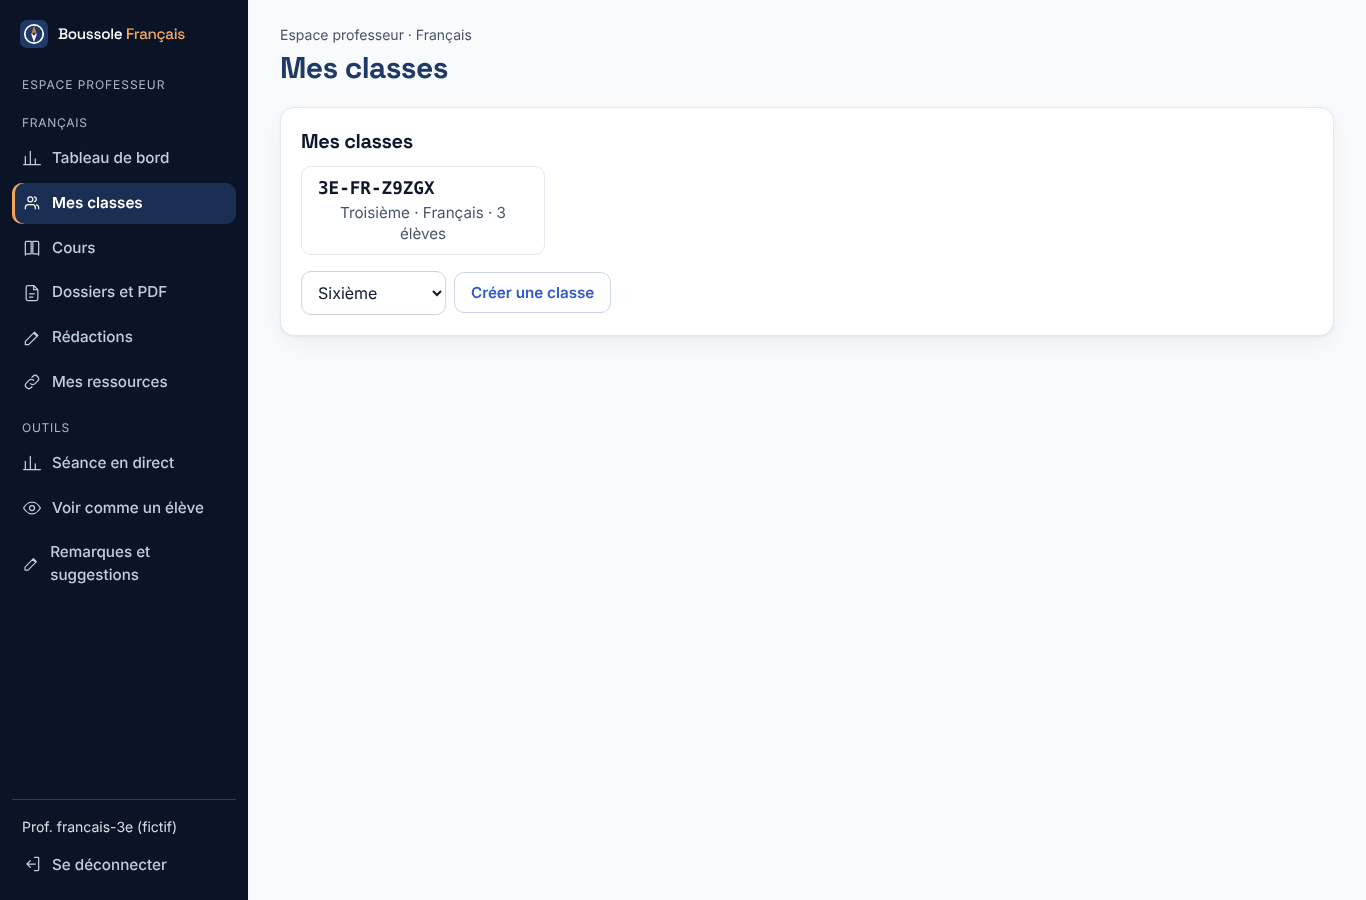 Boussole Français
ESPACE PROFESSEUR
FRANÇAIS
Tableau de bord
Mes classes
Cours
Dossiers et PDF
Rédactions
Mes ressources
OUTILS
Séance en direct
Voir comme un élève
Remarques et
suggestions
Prof. francais-3e (fictif)
Se déconnecter
Espace professeur · Français
Mes classes
Mes classes
3E-FR-Z9ZGX
Troisième · Français · 3
élèves
Sixième
Créer une classe